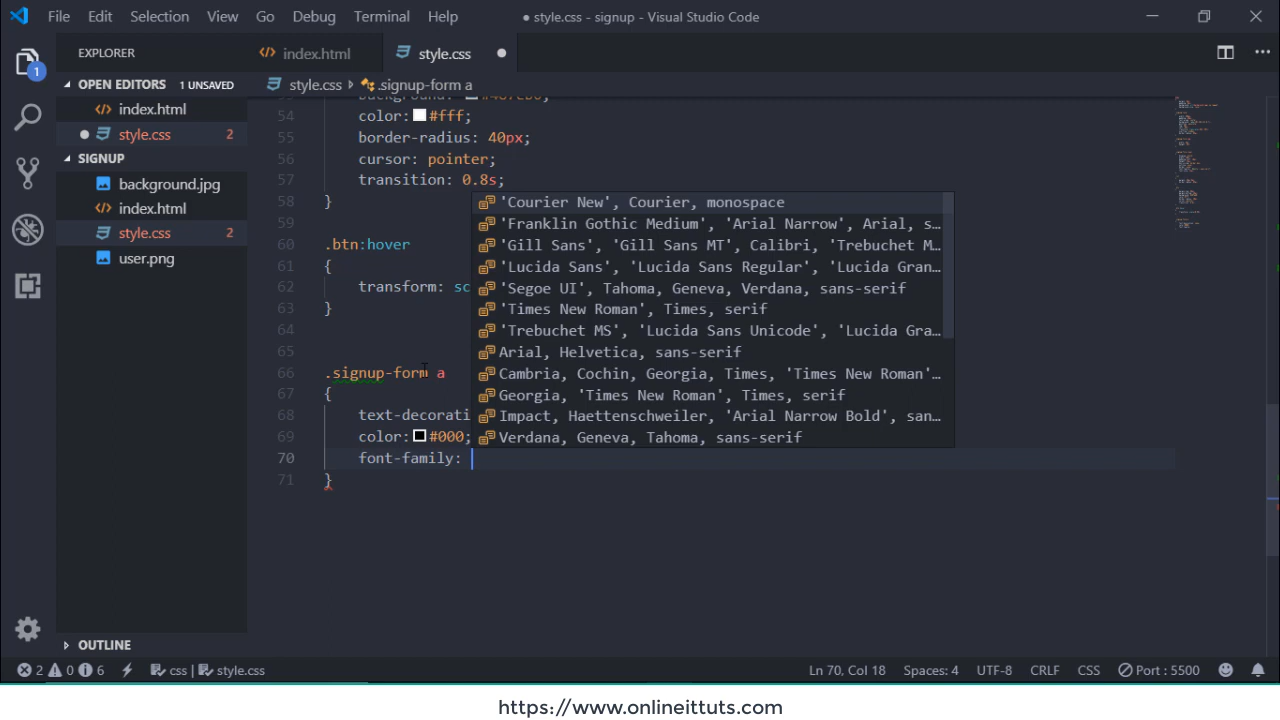 File Edit Selection View Go Debug Terminal Help
● style.css - signup - Visual Studio Code
EXPLORER
index.html
style.css
OPEN EDITORS 1 UNSAVED
index.html
style.css 2
SIGNUP
background.jpg
index.html
style.css 2
user.png
OUTLINE
1
style.css .signup-form a
54 color: #fff;
55 border-radius: 40px;
56 cursor: pointer;
57 transition: 0.8s;
58 }
59
60 .btn:hover
61 {
62 transform: sc
63 }
64
65
66 .signup-form a
67 {
68 text-decorati
69 color: #000;
70 font-family:
71 }
'Courier New', Courier, monospace
'Franklin Gothic Medium', 'Arial Narrow', Arial, s…
'Gill Sans', 'Gill Sans MT', Calibri, 'Trebuchet M…
'Lucida Sans', 'Lucida Sans Regular', 'Lucida Gran…
'Segoe UI', Tahoma, Geneva, Verdana, sans-serif
'Times New Roman', Times, serif
'Trebuchet MS', 'Lucida Sans Unicode', 'Lucida Gra…
Arial, Helvetica, sans-serif
Cambria, Cochin, Georgia, Times, 'Times New Roman'…
Georgia, 'Times New Roman', Times, serif
Impact, Haettenschweiler, 'Arial Narrow Bold', san…
Verdana, Geneva, Tahoma, sans-serif
2 0 6 css | style.css Ln 70, Col 18 Spaces: 4 UTF-8 CRLF CSS Port : 5500
https://www.onlineittuts.com